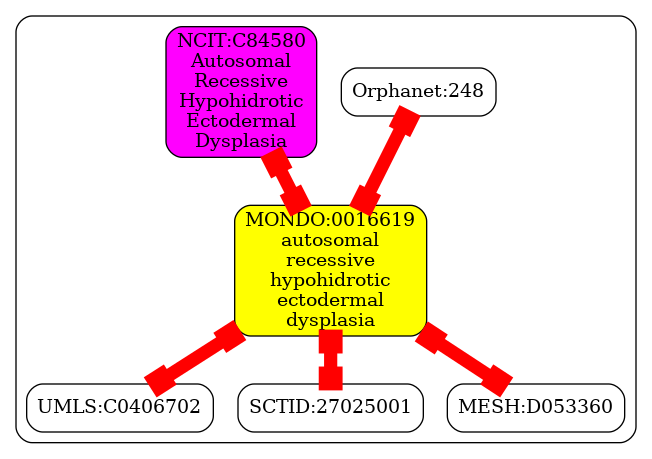 NCIT:C84580
Autosomal
Recessive
Hypohidrotic
Ectodermal
Dysplasia
Orphanet:248
MONDO:0016619
autosomal
recessive
hypohidrotic
ectodermal
dysplasia
UMLS:C0406702
SCTID:27025001
MESH:D053360